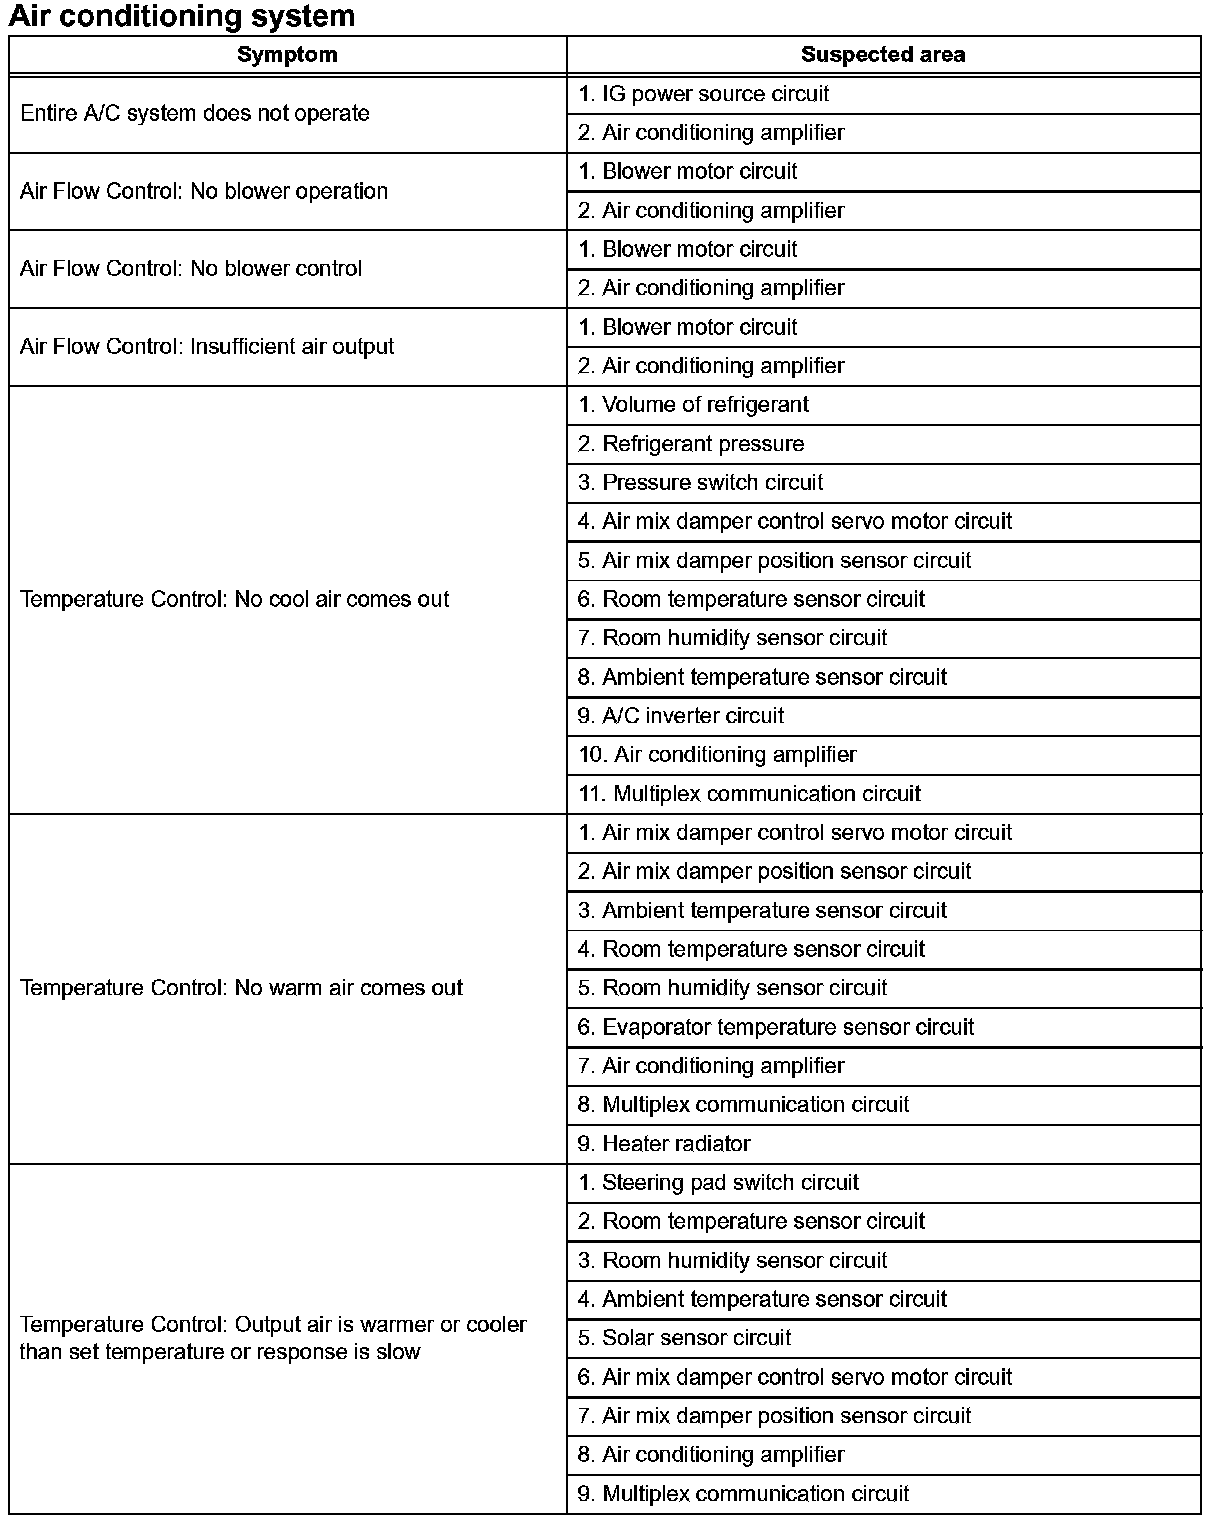 Air conditioning system
Symptom
Suspected area
Entire A/C system does not operate
1. IG power source circuit
2. Air conditioning amplifier
Air Flow Control: No blower operation
1. Blower motor circuit
2. Air conditioning amplifier
Air Flow Control: No blower control
1. Blower motor circuit
2. Air conditioning amplifier
Air Flow Control: Insufficient air output
1. Blower motor circuit
2. Air conditioning amplifier
Temperature Control: No cool air comes out
1. Volume of refrigerant
2. Refrigerant pressure
3. Pressure switch circuit
4. Air mix damper control servo motor circuit
5. Air mix damper position sensor circuit
6. Room temperature sensor circuit
7. Room humidity sensor circuit
8. Ambient temperature sensor circuit
9. A/C inverter circuit
10. Air conditioning amplifier
11. Multiplex communication circuit
Temperature Control: No warm air comes out
1. Air mix damper control servo motor circuit
2. Air mix damper position sensor circuit
3. Ambient temperature sensor circuit
4. Room temperature sensor circuit
5. Room humidity sensor circuit
6. Evaporator temperature sensor circuit
7. Air conditioning amplifier
8. Multiplex communication circuit
9. Heater radiator
Temperature Control: Output air is warmer or cooler
than set temperature or response is slow
1. Steering pad switch circuit
2. Room temperature sensor circuit
3. Room humidity sensor circuit
4. Ambient temperature sensor circuit
5. Solar sensor circuit
6. Air mix damper control servo motor circuit
7. Air mix damper position sensor circuit
8. Air conditioning amplifier
9. Multiplex communication circuit